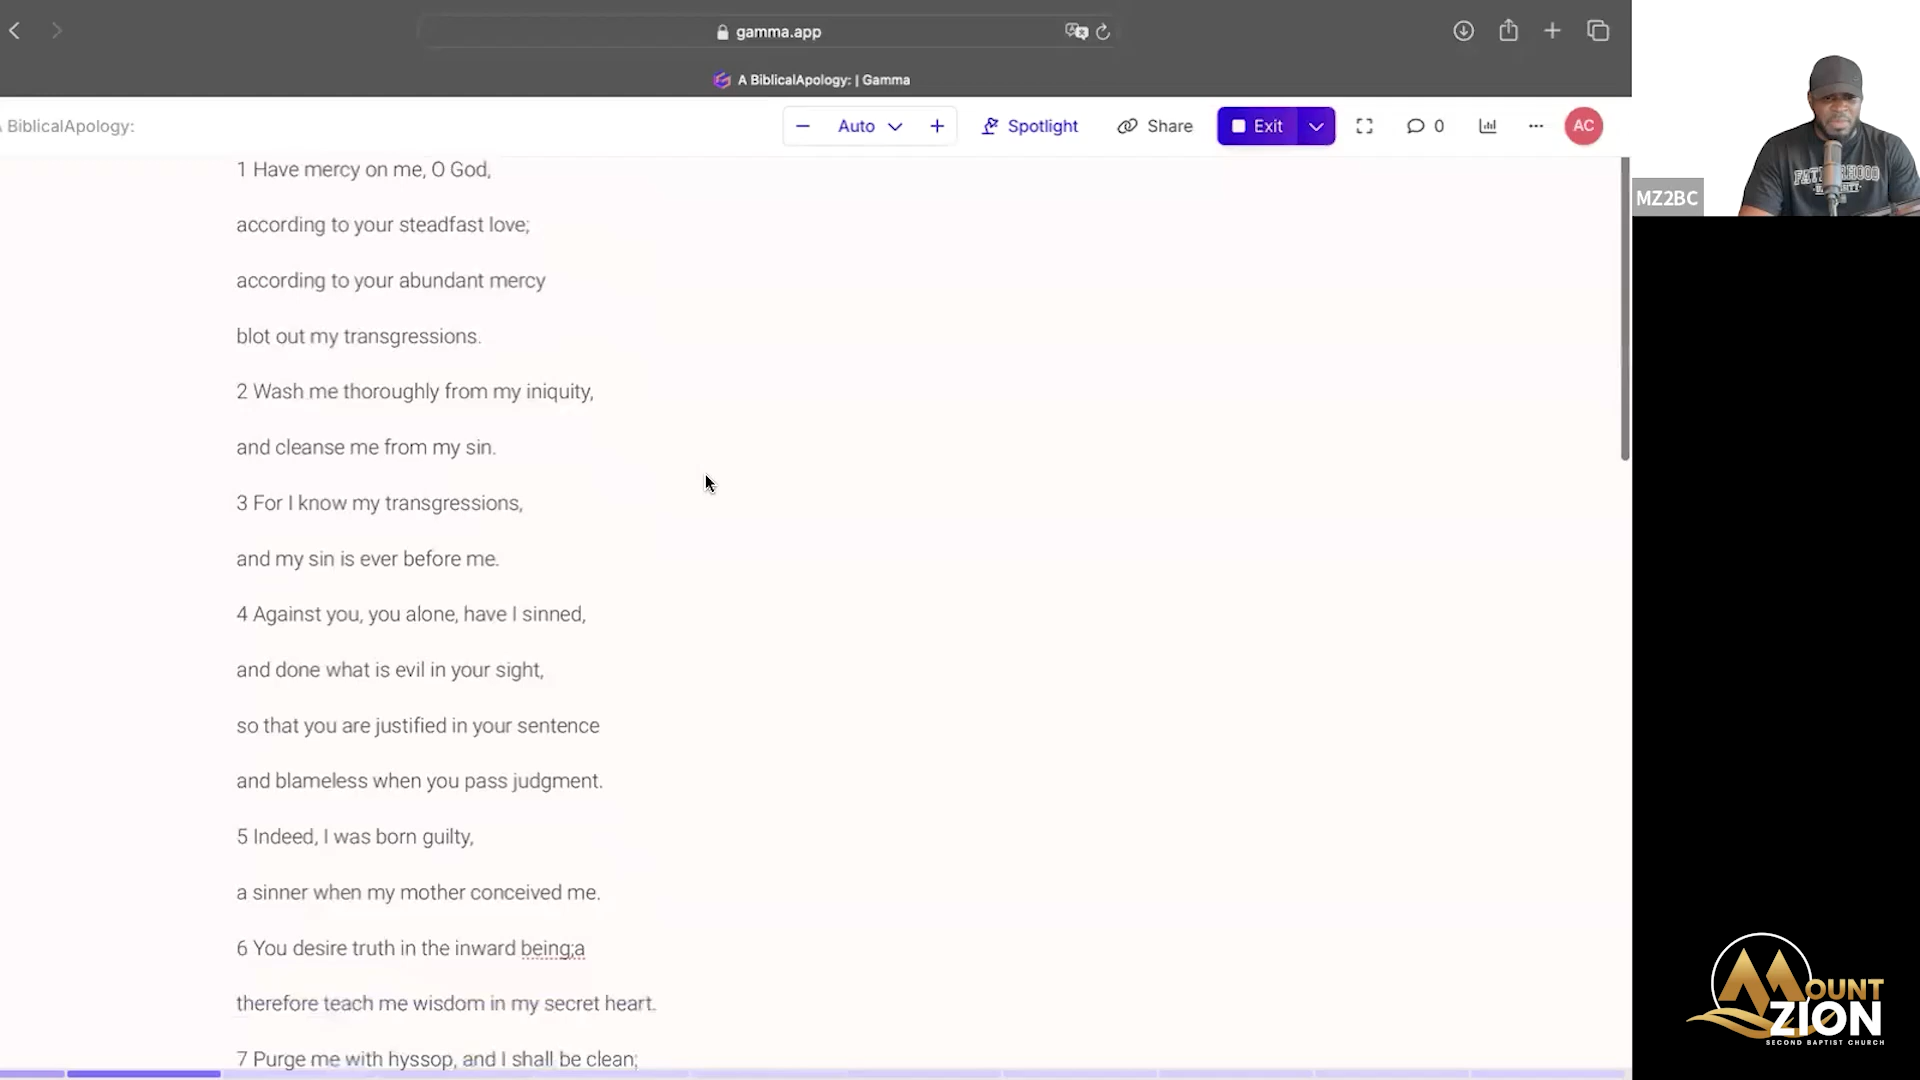 gamma.app
A BiblicalApology: | Gamma
A BiblicalApology:
Auto
Spotlight
Share
Exit
0
AC
1 Have mercy on me, O God,
according to your steadfast love;
according to your abundant mercy
blot out my transgressions.
2 Wash me thoroughly from my iniquity,
and cleanse me from my sin.
3 For I know my transgressions,
and my sin is ever before me.
4 Against you, you alone, have I sinned,
and done what is evil in your sight,
so that you are justified in your sentence
and blameless when you pass judgment.
5 Indeed, I was born guilty,
a sinner when my mother conceived me.
6 You desire truth in the inward being;a
therefore teach me wisdom in my secret heart.
7 Purge me with hyssop, and I shall be clean;
FATHERHOOD
MZ2BC
MOUNT
ZION
SECOND BAPTIST CHURCH